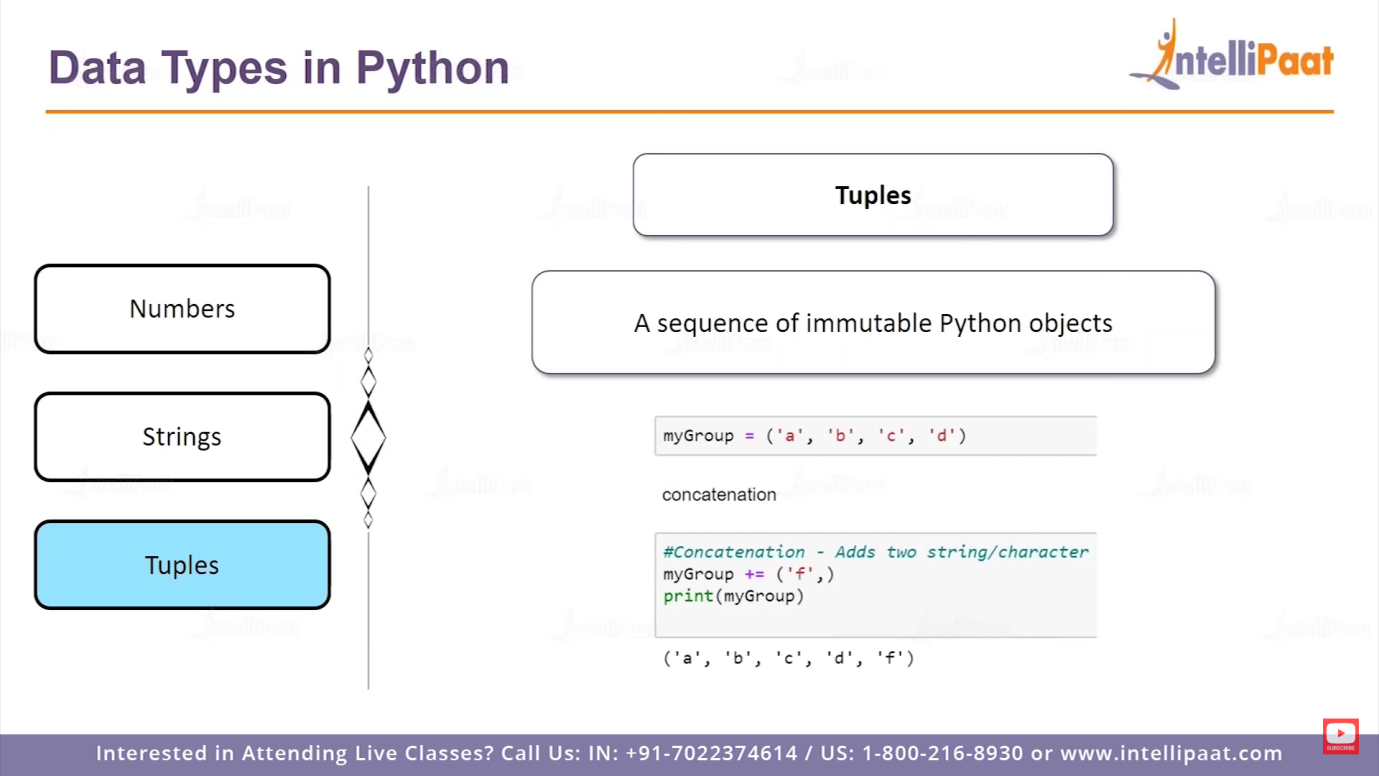 Data Types in Python
IntelliPaat
Tuples
A sequence of immutable Python objects
Numbers
Strings
Tuples
myGroup = ('a', 'b', 'c', 'd')
concatenation
#Concatenation - Adds two string/character
myGroup += ('f',)
print(myGroup)
('a', 'b', 'c', 'd', 'f')
SUBSCRIBE
Interested in Attending Live Classes? Call Us: IN: +91-7022374614 / US: 1-800-216-8930 or www.intellipaat.com